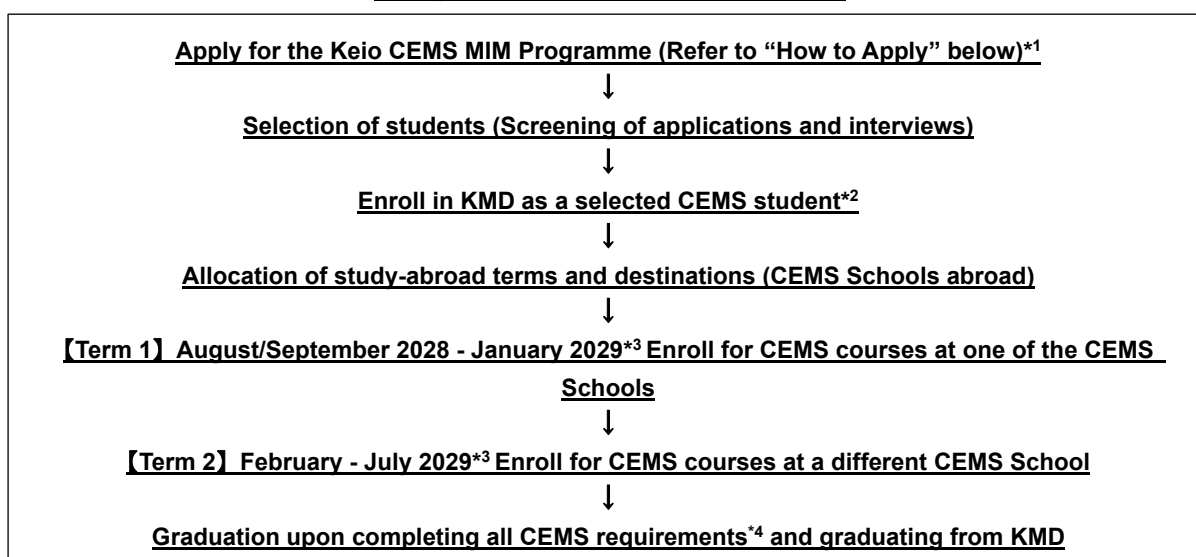 Apply for the Keio CEMS MIM Programme (Refer to “How to Apply” below)*1
↓
Selection of students (Screening of applications and interviews)
↓
Enroll in KMD as a selected CEMS student*2
↓
Allocation of study-abroad terms and destinations (CEMS Schools abroad)
↓
【Term 1】August/September 2028 - January 2029*3 Enroll for CEMS courses at one of the CEMS
Schools
↓
【Term 2】February - July 2029*3 Enroll for CEMS courses at a different CEMS School
↓
Graduation upon completing all CEMS requirements*4 and graduating from KMD